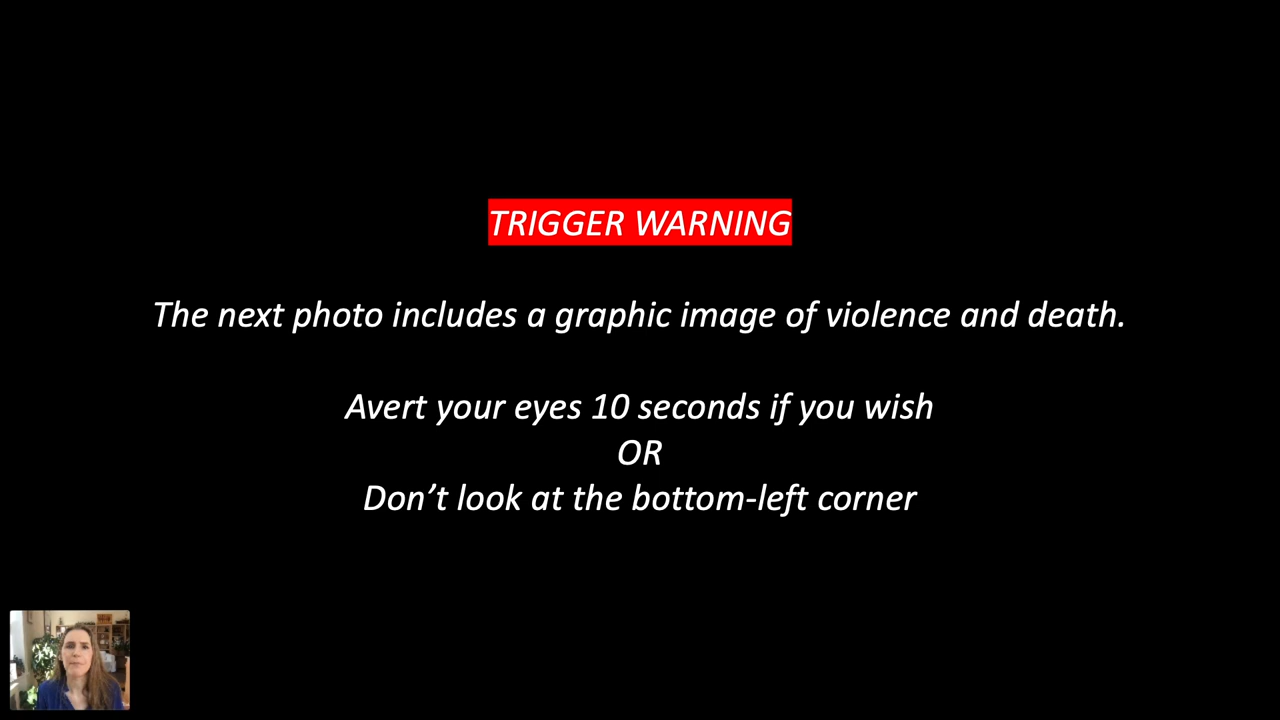 TRIGGER WARNING
The next photo includes a graphic image of violence and death.
Avert your eyes 10 seconds if you wish
OR
Don’t look at the bottom-left corner